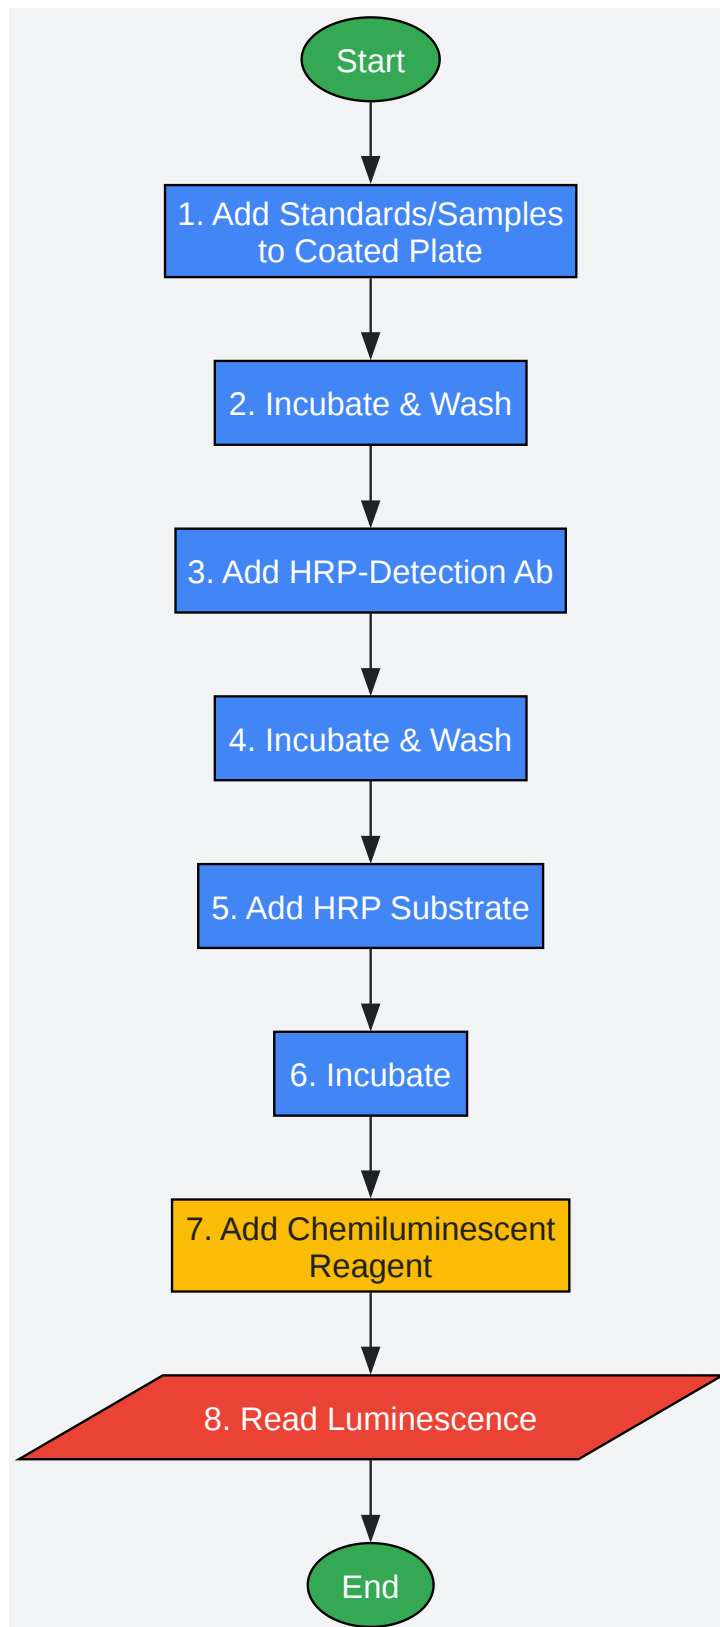 Start
1. Add Standards/Samples
to Coated Plate
2. Incubate & Wash
3. Add HRP-Detection Ab
4. Incubate & Wash
5. Add HRP Substrate
6. Incubate
7. Add Chemiluminescent
Reagent
8. Read Luminescence
End